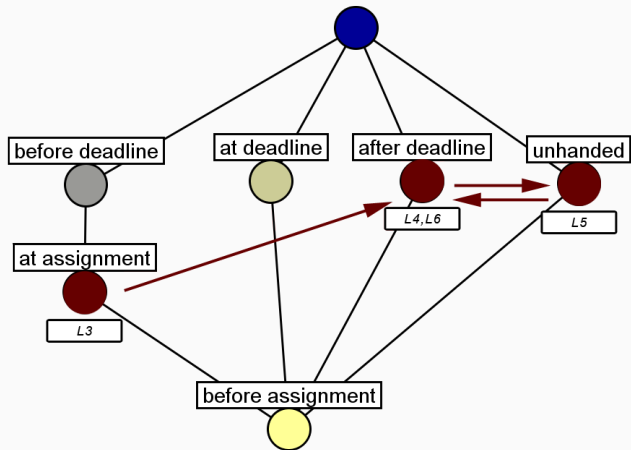 before deadline
at deadline
after deadline
unhanded
L4,L6
L5
at assignment
L3
before assignment